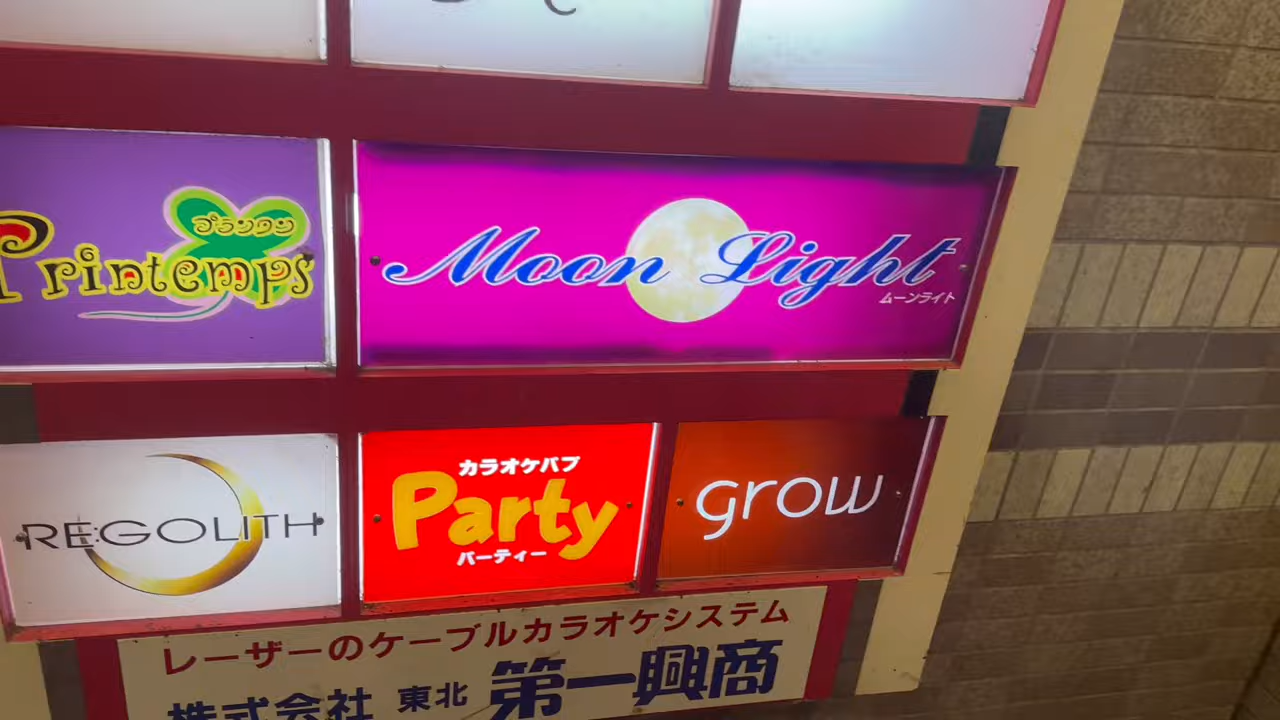 プランタン
Printemps
Moon Light
ムーンライト
REGOLITH
カラオケパブ
Party
パーティー
grow
レーザーのケーブルカラオケシステム
株式会社 東北 第一興商